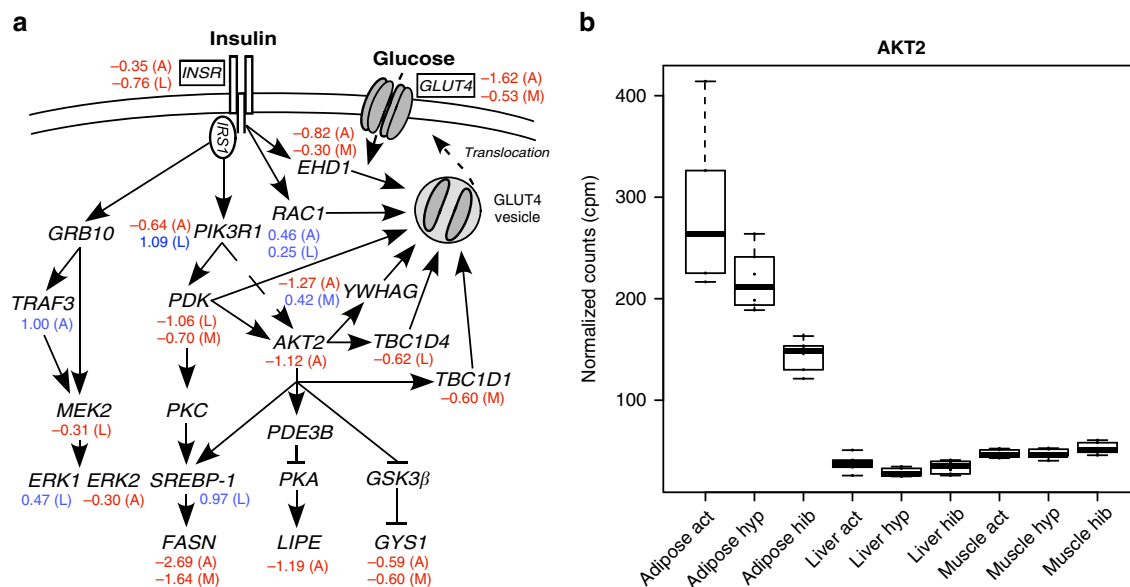 a
Insulin
−0.35 (A)
−0.76 (L)
INSR
Glucose
GLUT4
−1.62 (A)
−0.53 (M)
IRS1
−0.82 (A)
−0.30 (M)
EHD1
Translocation
GLUT4
vesicle
RAC1
0.46 (A)
0.25 (L)
GRB10
−0.64 (A)
1.09 (L)
PIK3R1
−1.27 (A)
0.42 (M)
YWHAG
TRAF3
1.00 (A)
PDK
−1.06 (L)
−0.70 (M)
AKT2
−1.12 (A)
TBC1D4
−0.62 (L)
TBC1D1
−0.60 (M)
MEK2
−0.31 (L)
PKC
PDE3B
ERK1
0.47 (L)
ERK2
−0.30 (A)
SREBP-1
0.97 (L)
PKA
GSK3β
FASN
−2.69 (A)
−1.64 (M)
LIPE
−1.19 (A)
GYS1
−0.59 (A)
−0.60 (M)
b
AKT2
Normalized counts (cpm)
400
300
200
100
Adipose act
Adipose hyp
Adipose hib
Liver act
Liver hyp
Liver hib
Muscle act
Muscle hyp
Muscle hib